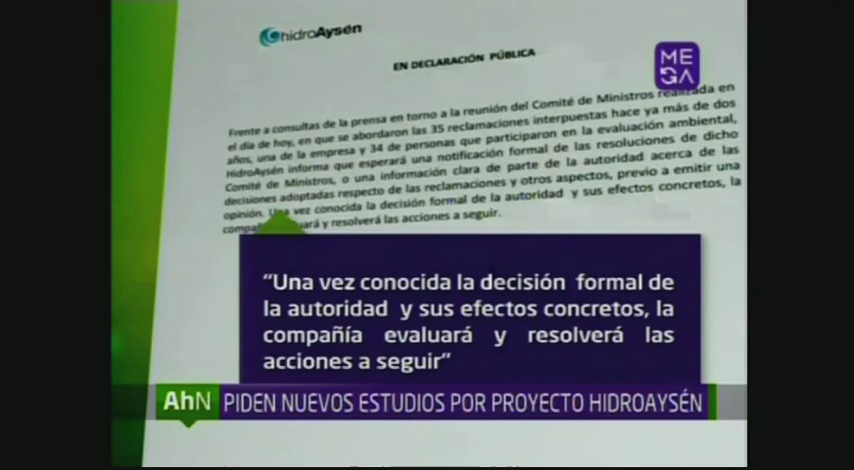 hidroAysén
EN DECLARACIÓN PÚBLICA
ME
GA
Frente a consultas de la prensa en torno a la reunión del Comité de Ministros realizada en
el día de hoy, en que se abordaron las 35 reclamaciones interpuestas hace ya más de dos
años, una de la empresa y 34 de personas que participaron en la evaluación ambiental,
HidroAysén informa que esperará una notificación formal de las resoluciones de dicho
Comité de Ministros, o una información clara de parte de la autoridad acerca de las
decisiones adoptadas respecto de las reclamaciones y otros aspectos, previo a emitir una
opinión. Una vez conocida la decisión formal de la autoridad y sus efectos concretos, la
y resolverá las acciones a seguir.
"Una vez conocida la decisión formal de
la autoridad y sus efectos concretos, la
compañía evaluará y resolverá las
acciones a seguir"
AhN PIDEN NUEVOS ESTUDIOS POR PROYECTO HIDROAYSÉN